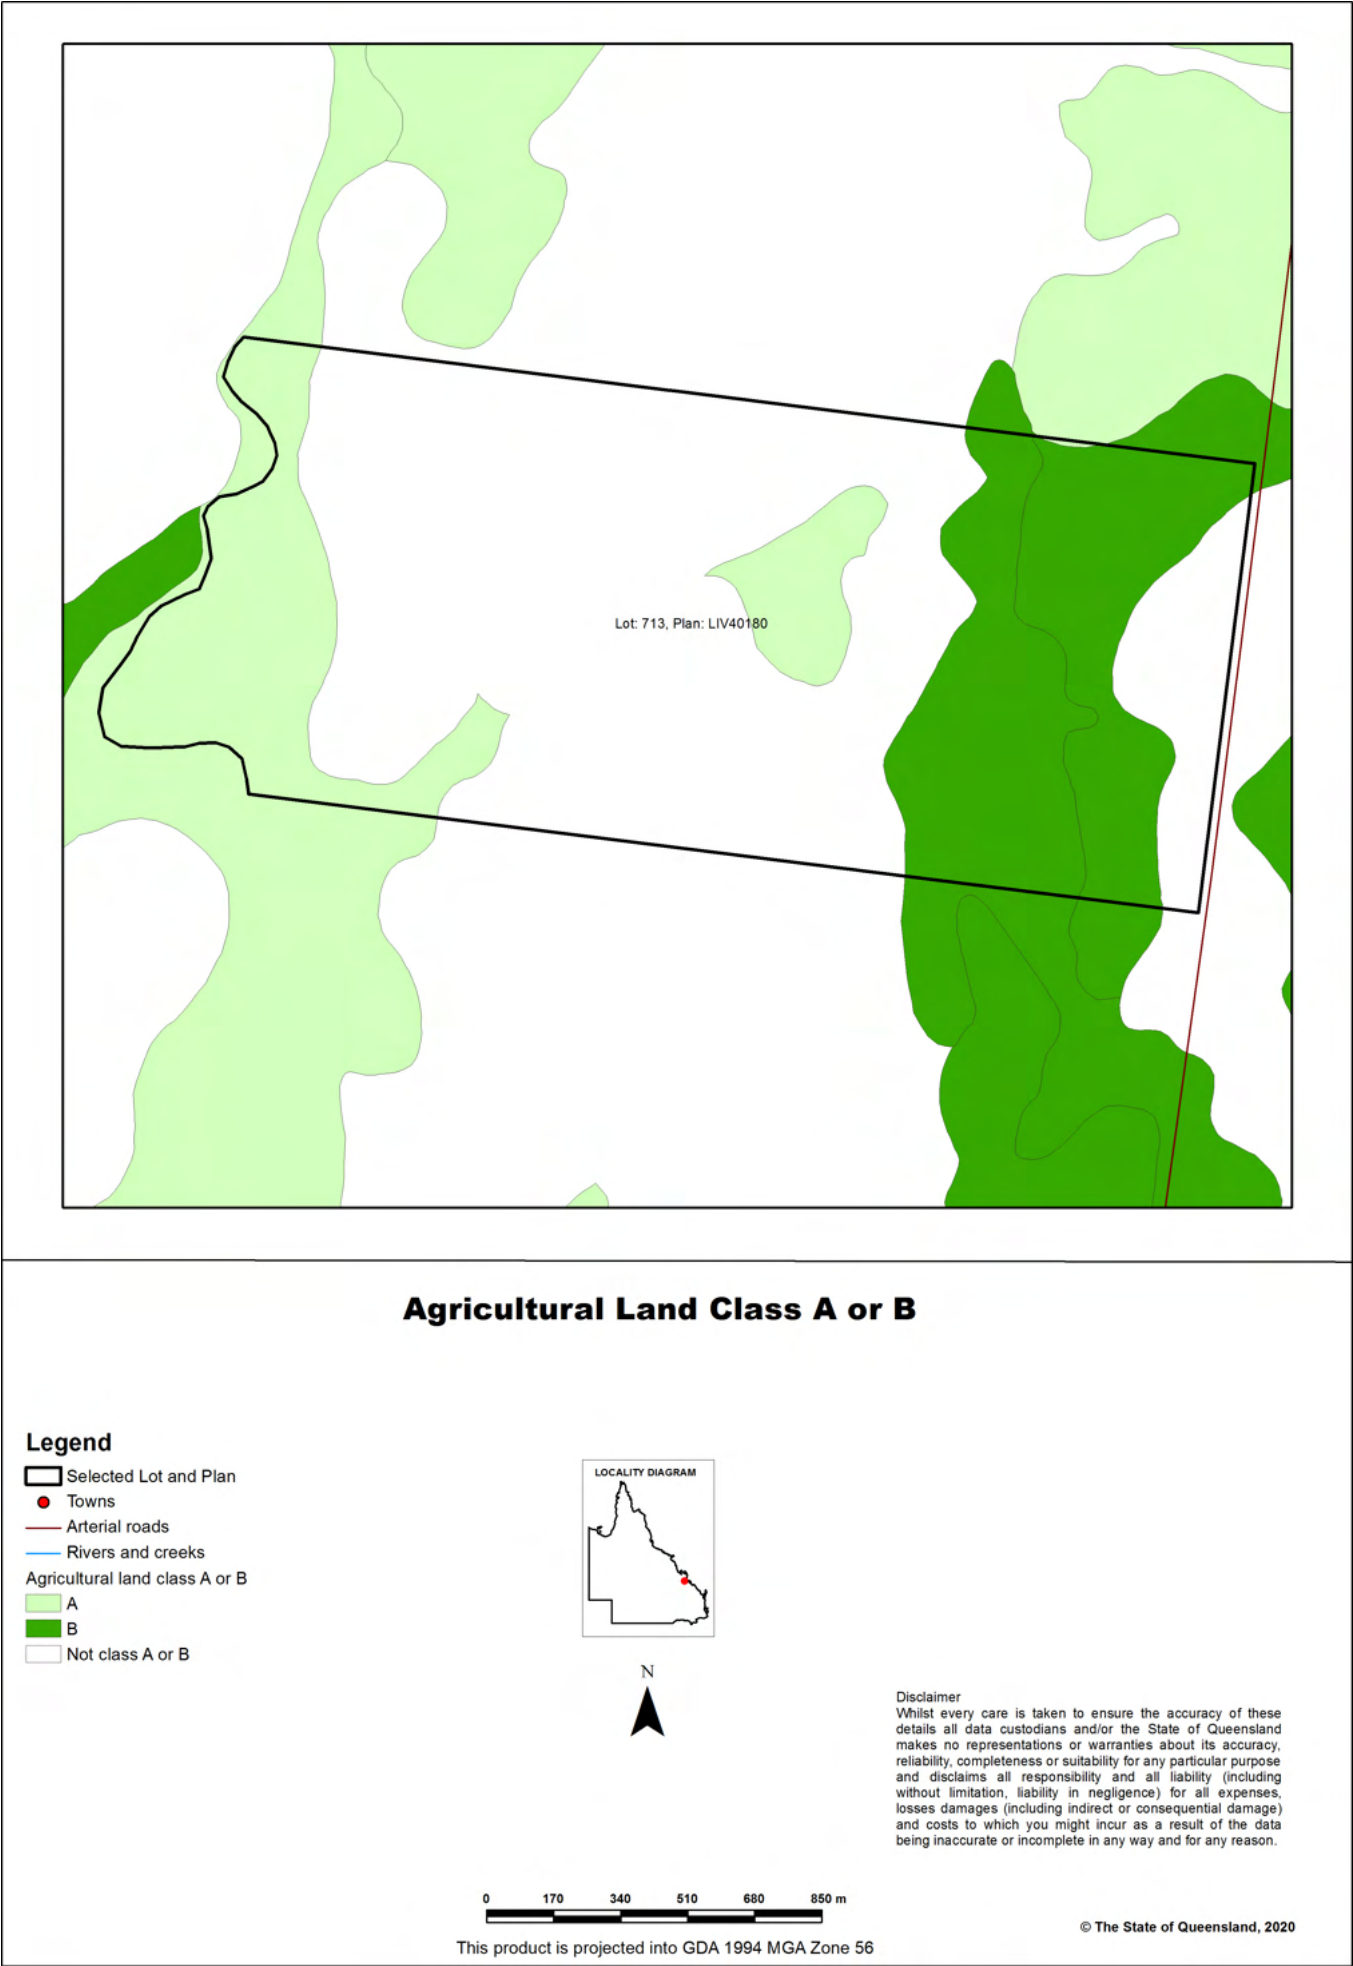 Lot: 713, Plan: LIV40180
Agricultural Land Class A or B
Legend
Selected Lot and Plan
Towns
Arterial roads
Rivers and creeks
Agricultural land class A or B
A
B
Not class A or B
LOCALITY DIAGRAM
N
Disclaimer
Whilst every care is taken to ensure the accuracy of these
details all data custodians and/or the State of Queensland
makes no representations or warranties about its accuracy,
reliability, completeness or suitability for any particular purpose
and disclaims all responsibility and all liability (including
without limitation, liability in negligence) for all expenses,
losses damages (including indirect or consequential damage)
and costs to which you might incur as a result of the data
being inaccurate or incomplete in any way and for any reason.
0 170 340 510 680 850 m
© The State of Queensland, 2020
This product is projected into GDA 1994 MGA Zone 56